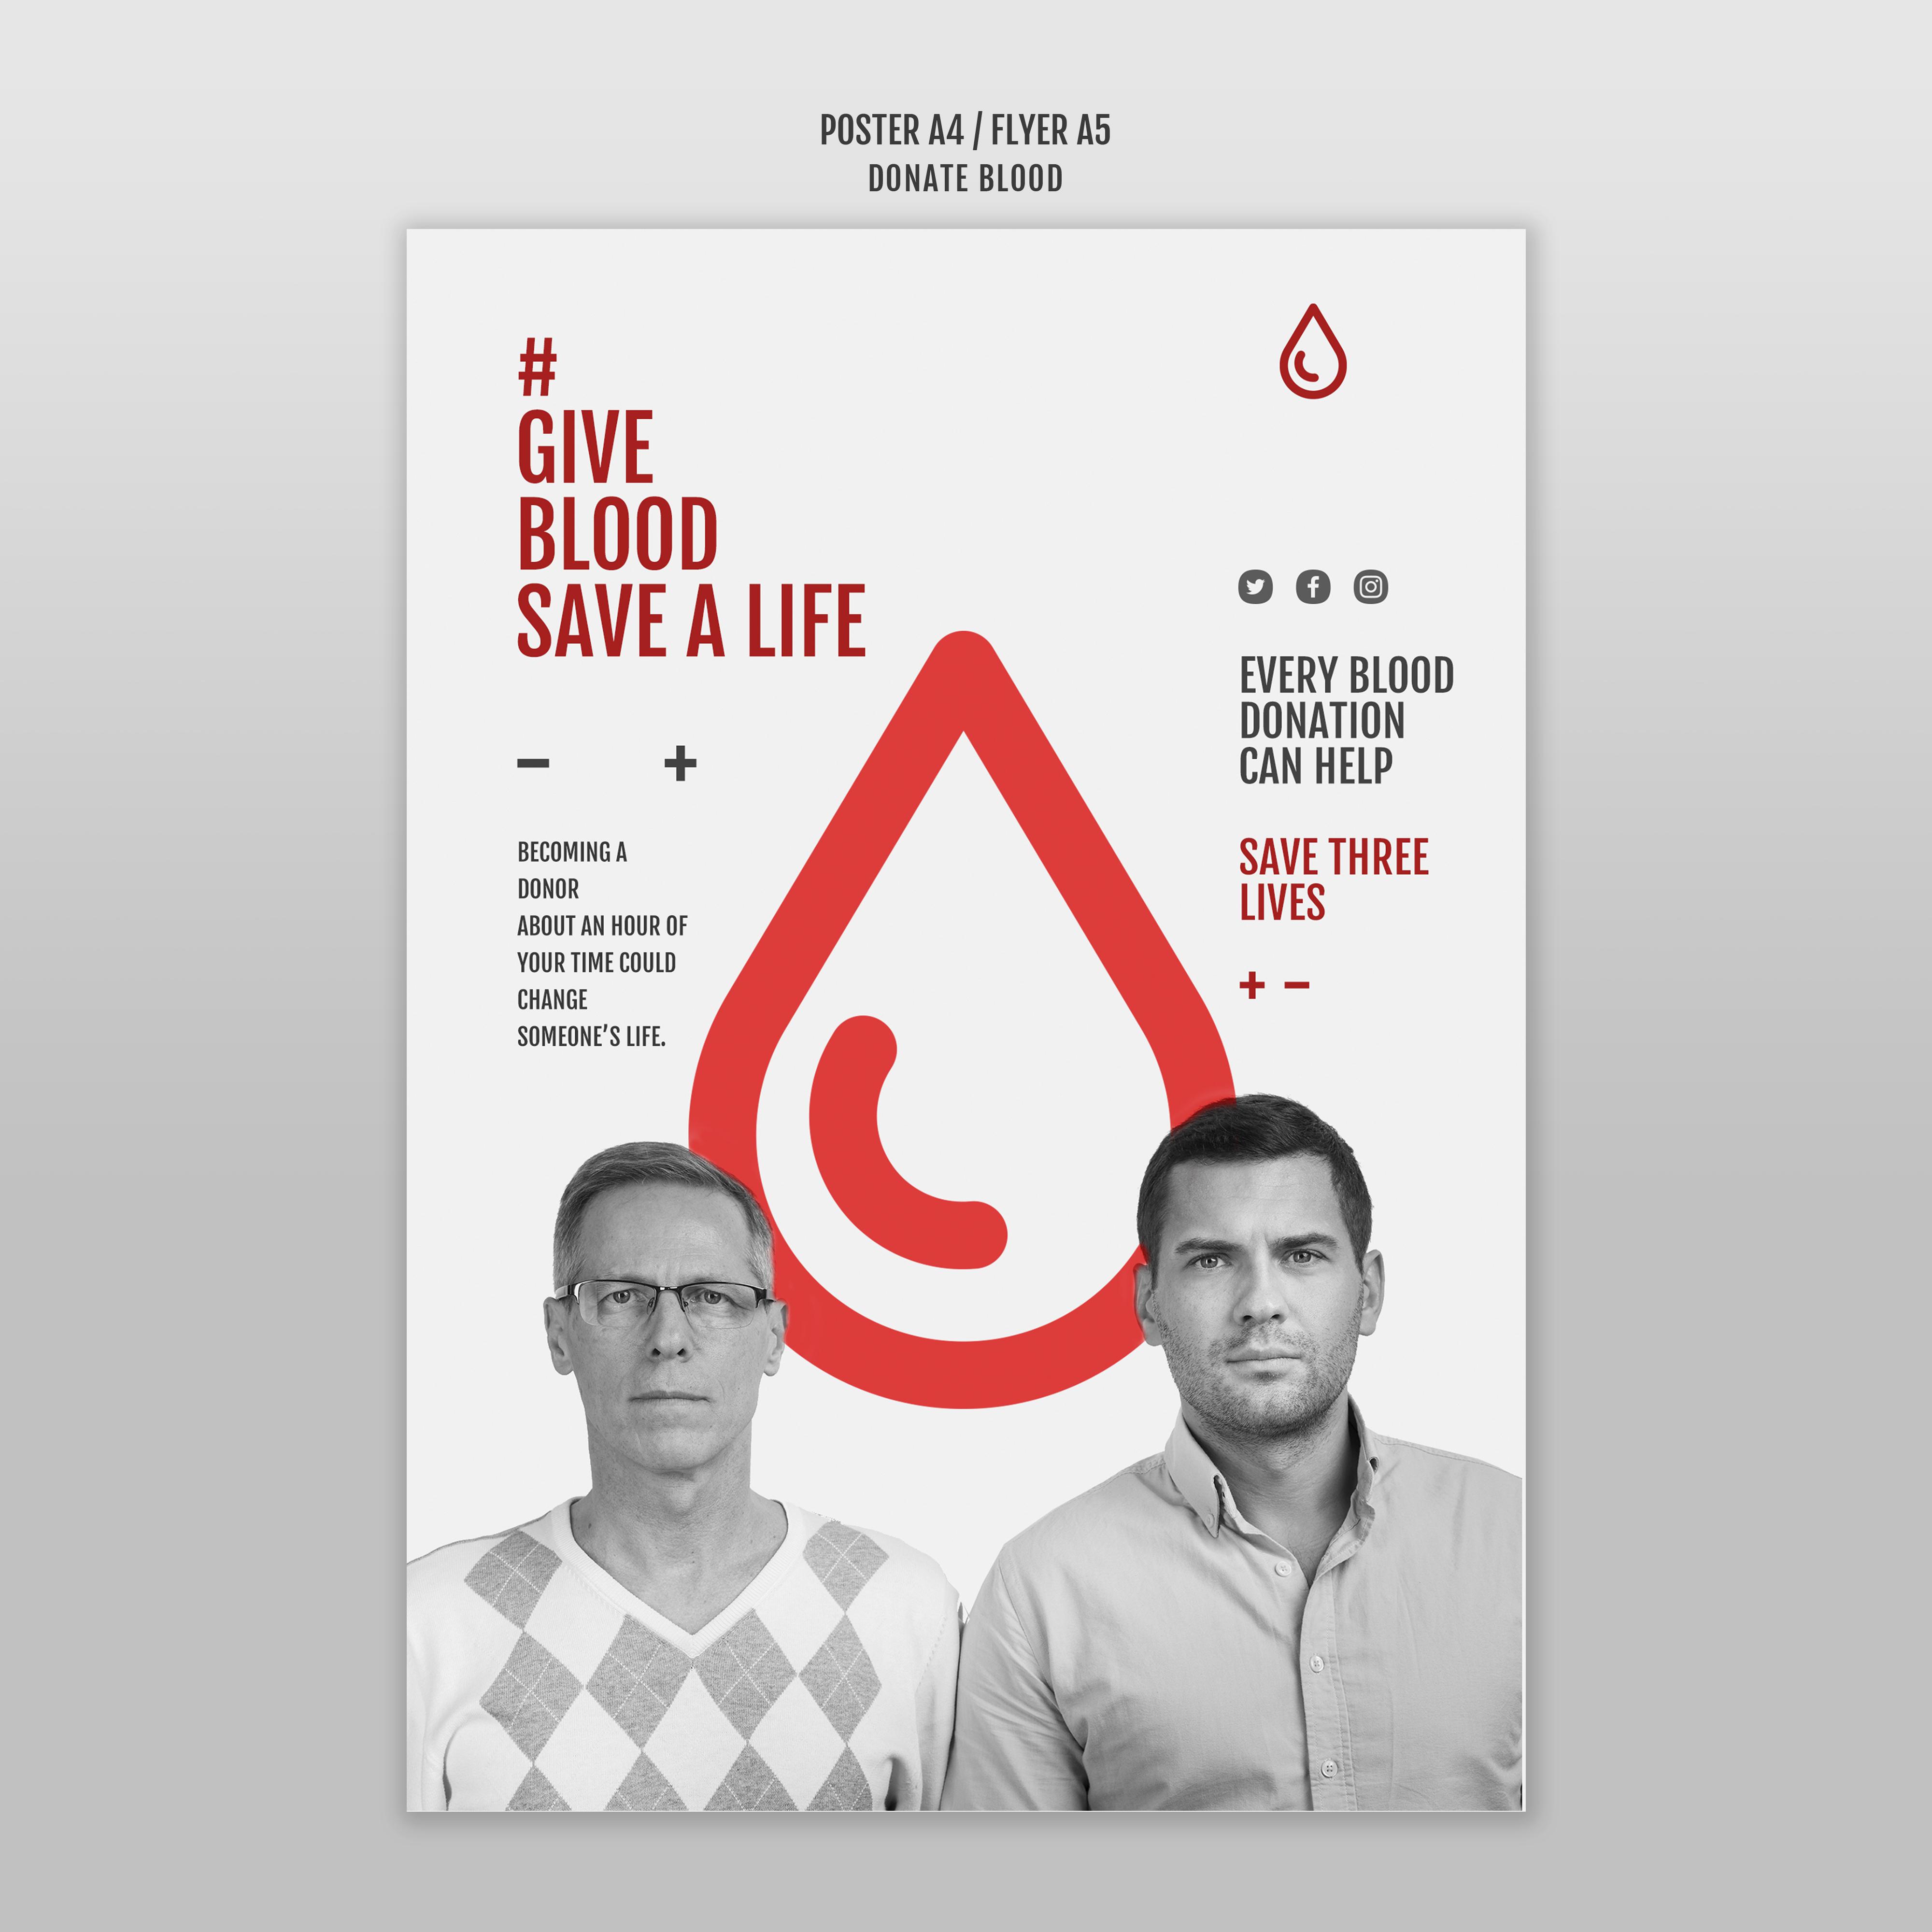 POSTER A4 / FLYER A5
DONATE BLOOD
#
GIVE
BLOOD
SAVE A LIFE
− +
BECOMING A
DONOR
ABOUT AN HOUR OF
YOUR TIME COULD
CHANGE
SOMEONE’S LIFE.
EVERY BLOOD
DONATION
CAN HELP
SAVE THREE
LIVES
+ −